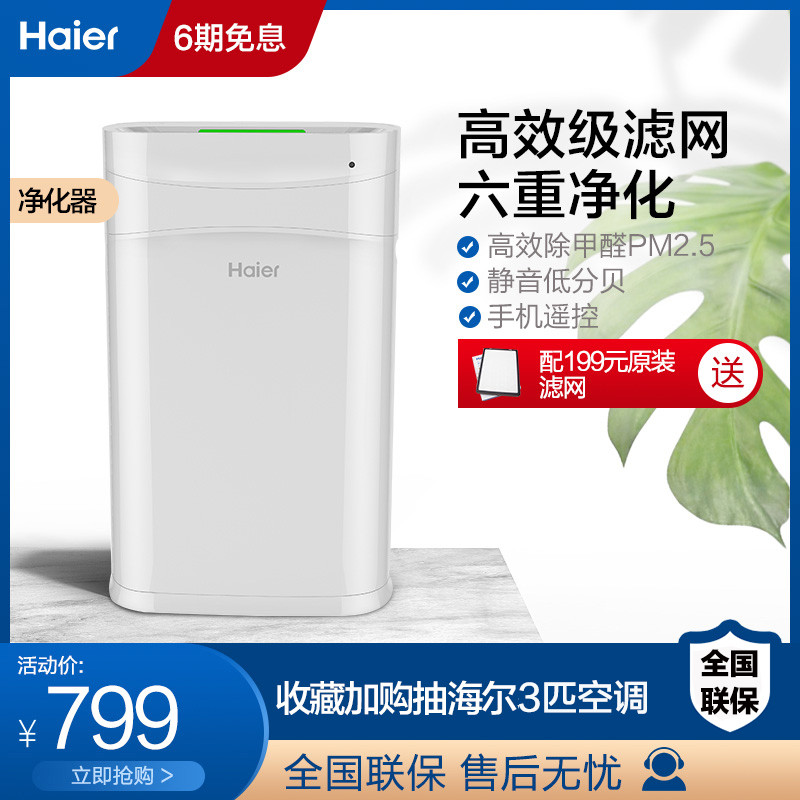 Haier
6期免息
净化器
Haier
高效级滤网
六重净化
高效除甲醛PM2.5
静音低分贝
手机遥控
配199元原装
滤网
送
活动价:
¥799
立即抢购 >
收藏加购抽海尔3匹空调
全国联保 售后无忧
全国
联保